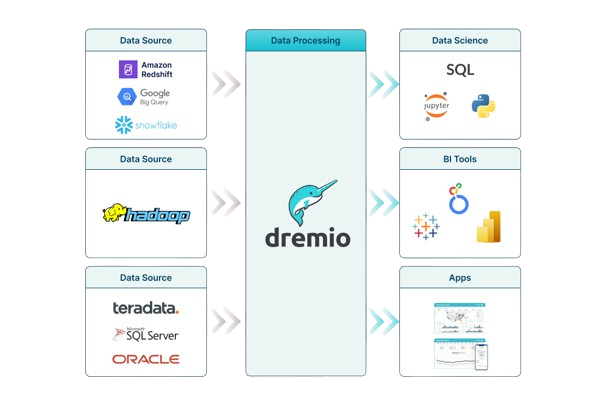 Data Source
Amazon
Redshift
Google
Big Query
snowflake
Data Source
hadoop
Data Source
teradata.
Microsoft
SQL Server
ORACLE
Data Processing
dremio
Data Science
SQL
jupyter
BI Tools
Apps